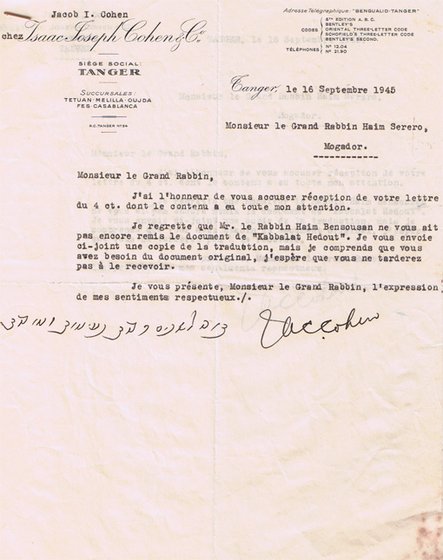 Jacob I. Cohen
chez Isaac Joseph Cohen & Cie
SIÈGE SOCIAL:
TANGER
SUCCURSALES:
TETUAN-MELILLA-OUJDA
FES-CASABLANCA
R.C. TANGER Nº 84
Adresse Télégraphique: "BENGUALID-TANGER"
CODES
5TH EDITION A.B.C.
BENTLEY'S
ORIENTAL THREE-LETTER CODE
SCHOFIELD'S THREE-LETTER CODE
BENTLEY'S SECOND.
TÉLÉPHONES
Nº 12.04
Nº 21.90
Tanger, le 16 Septembre 1945
Monsieur le Grand Rabbin Haim Serero,
Mogador.
Monsieur le Grand Rabbin,
J'ai l'honneur de vous accuser réception de votre lettre
du 4 ct. dont le contenu a eu toute mon attention.
Je regrette que Mr. le Rabbin Haim Bensousan ne vous ait
pas encore remis le document de "Kabbalat Hedout". Je vous envoie
ci-joint une copie de la tradution, mais je comprends que vous
avez besoin du document original, j'espère que vous ne tarderez
pas à le recevoir.
Je vous présente, Monsieur le Grand Rabbin, l'expression
de mes sentiments respectueux./.
Cohen